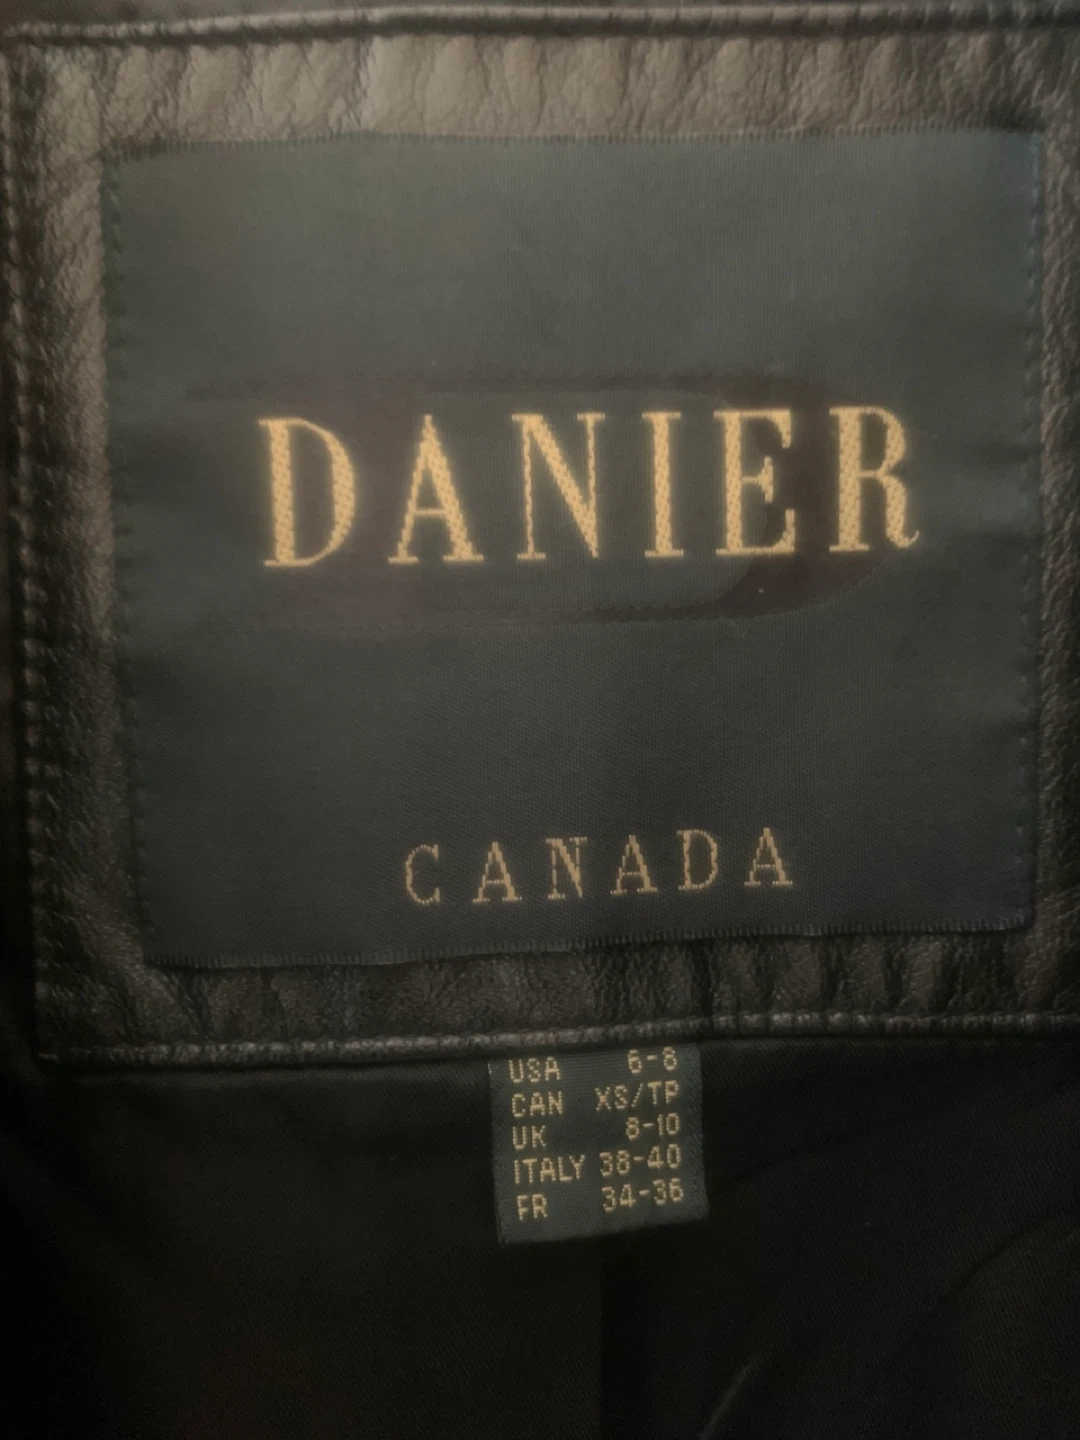 DANIER
CANADA
USA 6-8
CAN XS/TP
UK 8-10
ITALY 38-40
FR 34-36